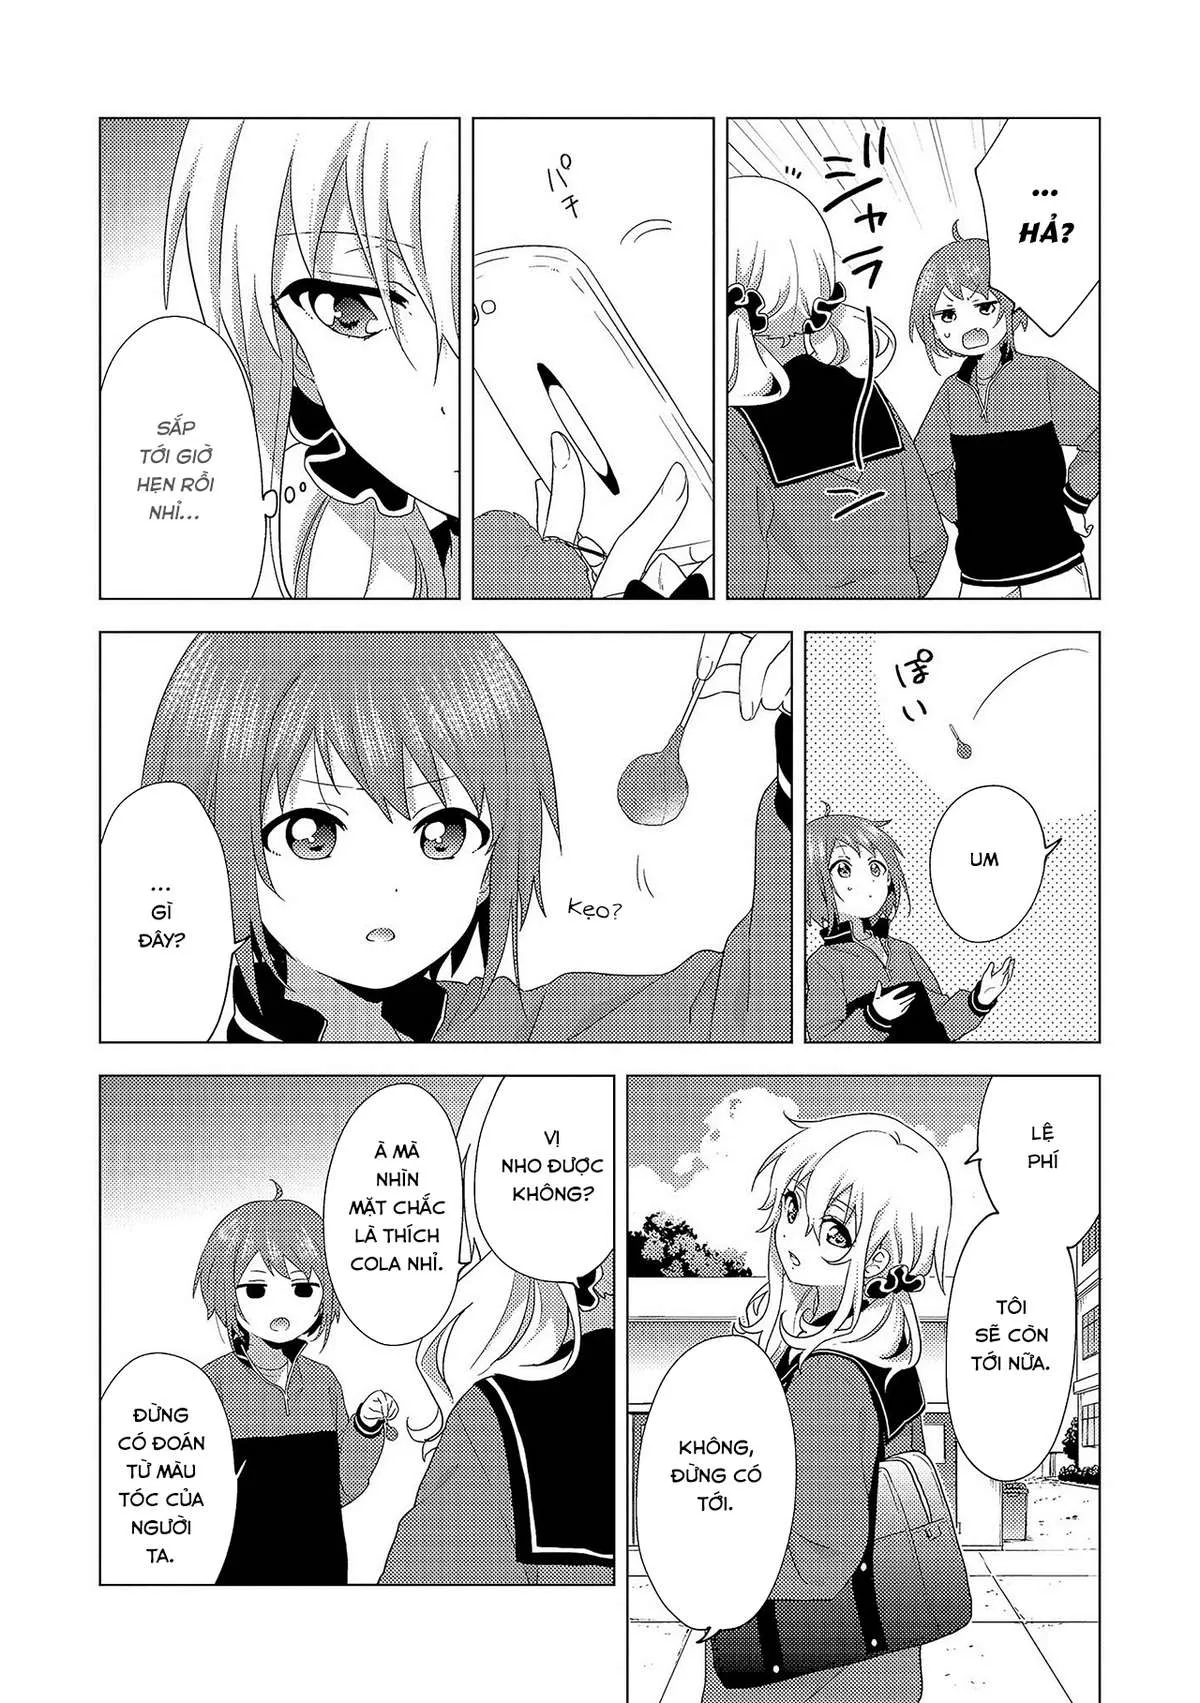 ...
HẢ?
ジャラ
パチ
SẮP
TỚI GIỜ
HẸN RỒI
NHỈ...
ぽい
UM
Kẹo?
...
GÌ
ĐÂY?
LỆ
PHÍ
TÔI
SẼ CÒN
TỚI NỮA.
KHÔNG,
ĐỪNG CÓ
TỚI.
VỊ
NHO ĐƯỢC
KHÔNG?
À MÀ
NHÌN
MẶT CHẮC
LÀ THÍCH
COLA NHỈ.
ĐỪNG
CÓ ĐOÁN
TỪ MÀU
TÓC CỦA
NGƯỜI
TA.